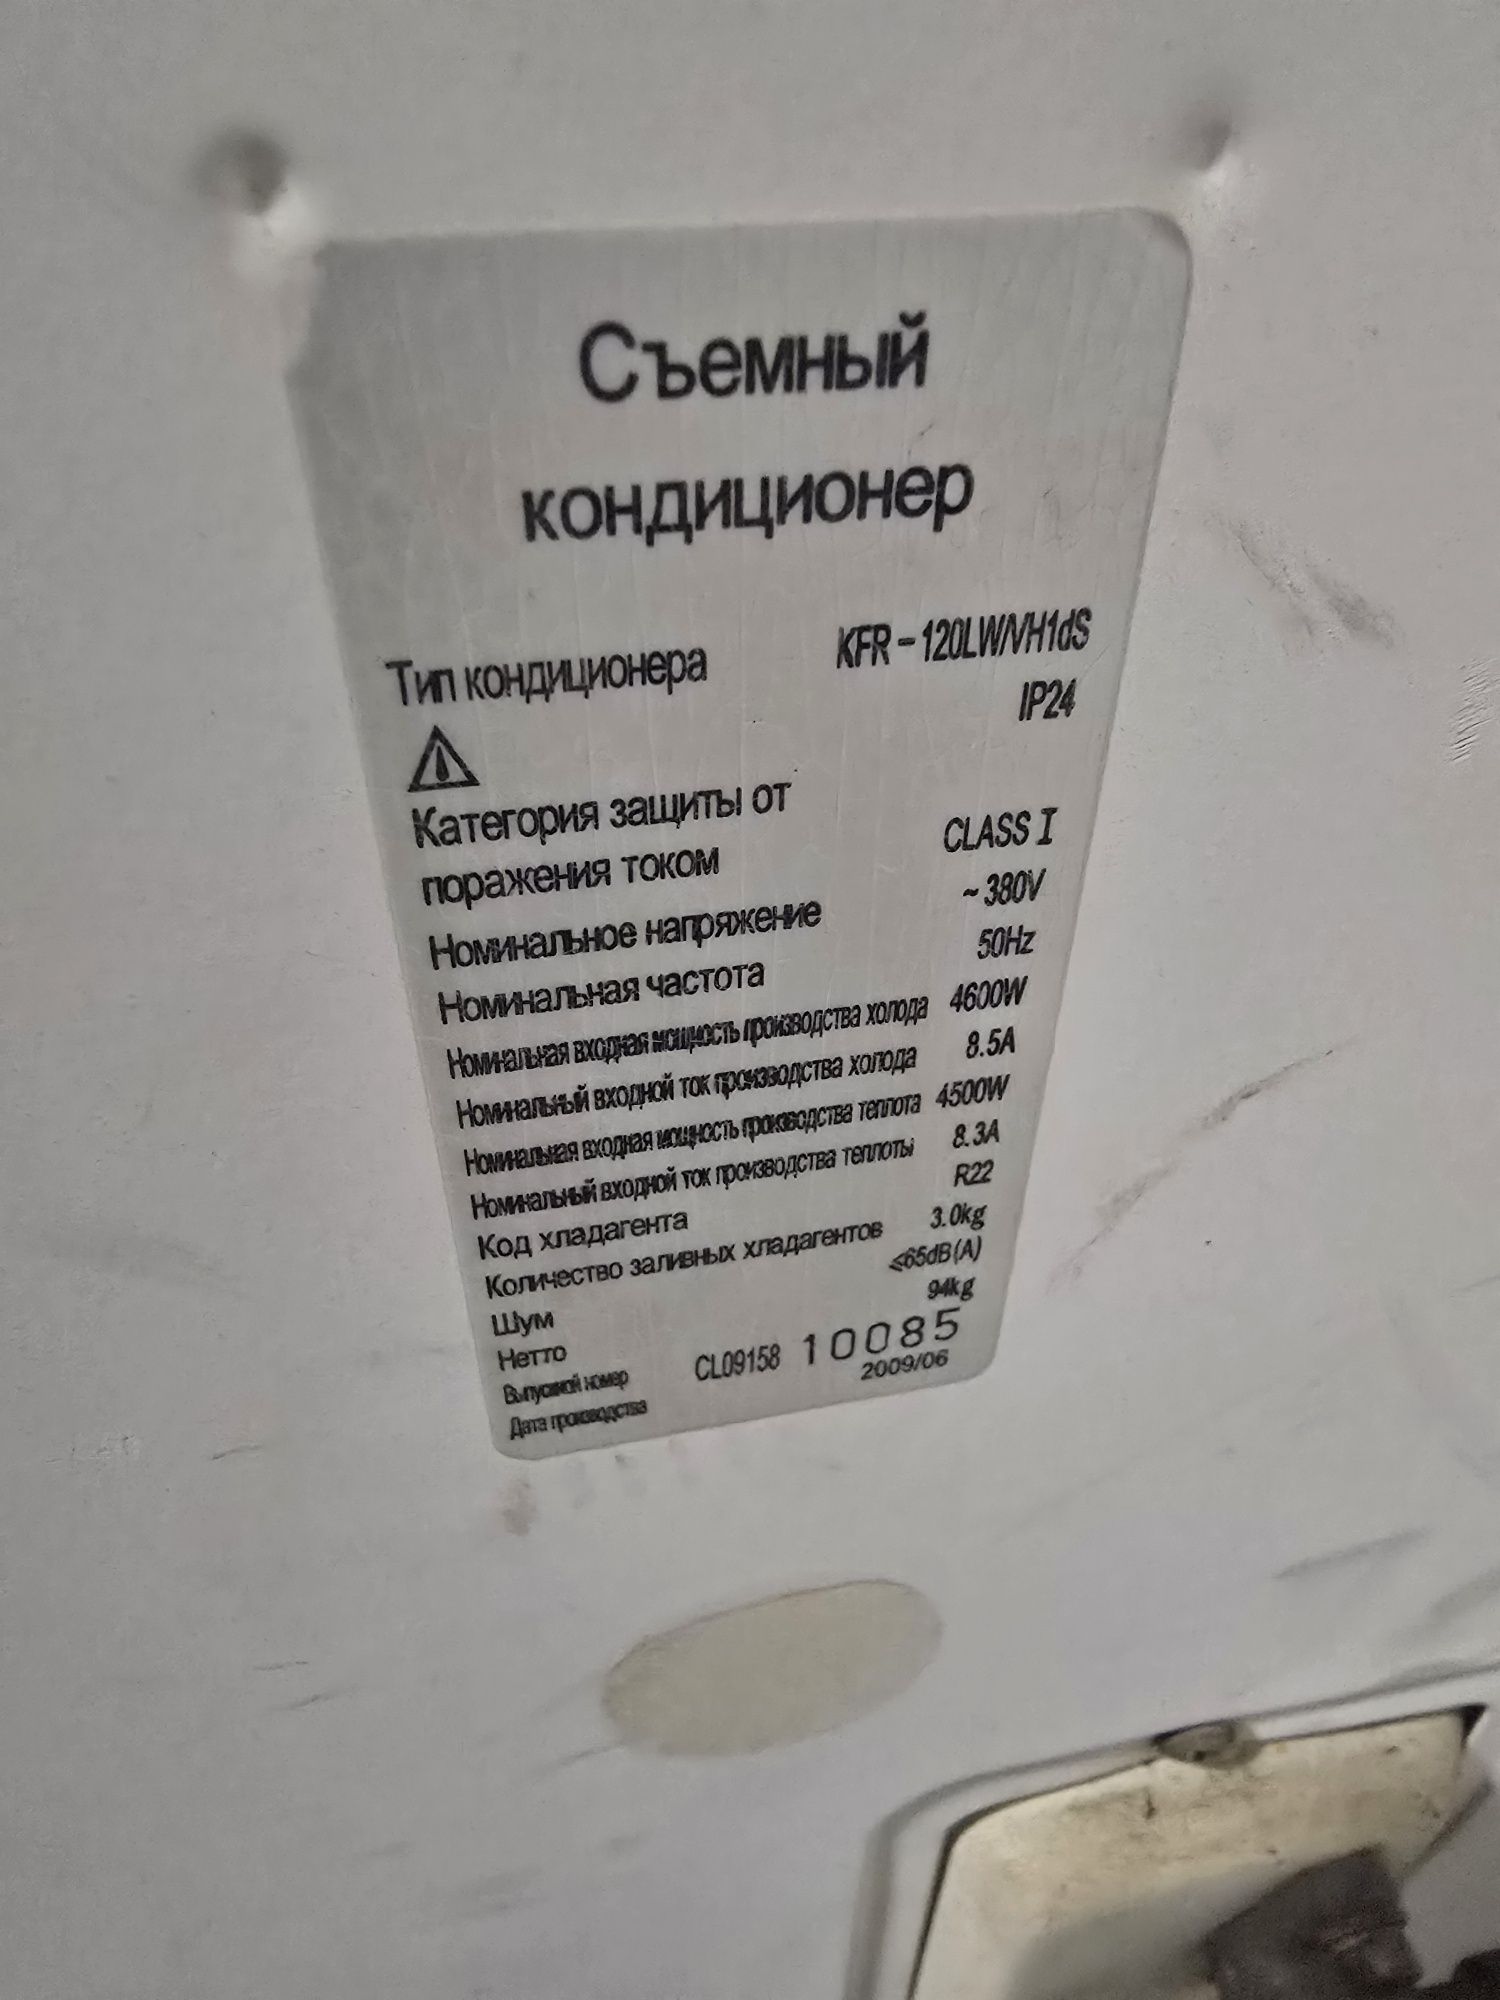 Съемный
кондиционер
Тип кондиционера KFR-120LW/VH1dS
IP24
Категория защиты от
поражения током CLASS I
Номинальное напряжение ~380V
Номинальная частота 50Hz
Номинальная входная мощность производства холода 4600W
Номинальный входной ток производства холода 8.5A
Номинальная входная мощность производства теплота 4500W
Номинальный входной ток производства теплоты 8.3A
Код хладагента R22
Количество заливных хладагентов 3.0kg
Шум ≤65dB(A)
Нетто 94kg
Выпускной номер CL09158 10085
Дата производства 2009/06